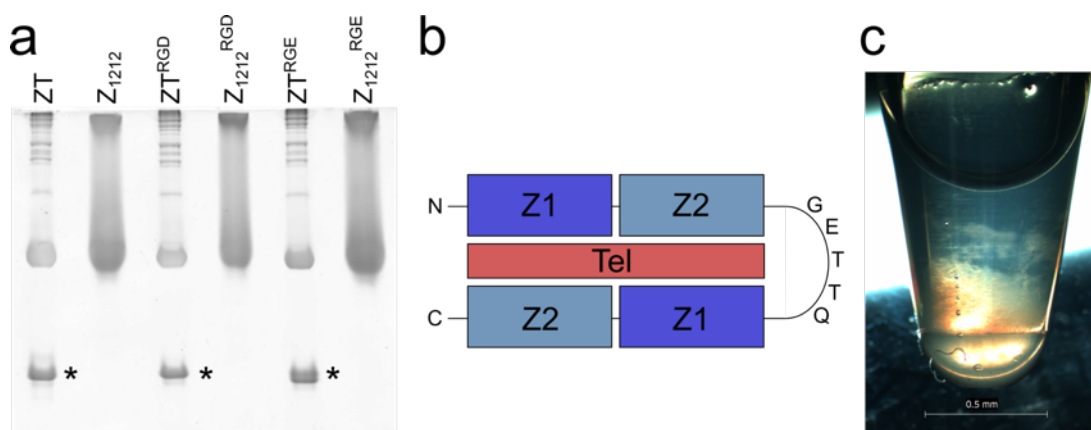 a
ZT
Z₁₂₁₂
ZTᴿᴳᴰ
Z₁₂₁₂ᴿᴳᴰ
ZTᴿᴳᴱ
Z₁₂₁₂ᴿᴳᴱ
*
*
*
b
N
Z1
Z2
G
E
T
T
Q
Tel
C
Z2
Z1
c
0.5 mm